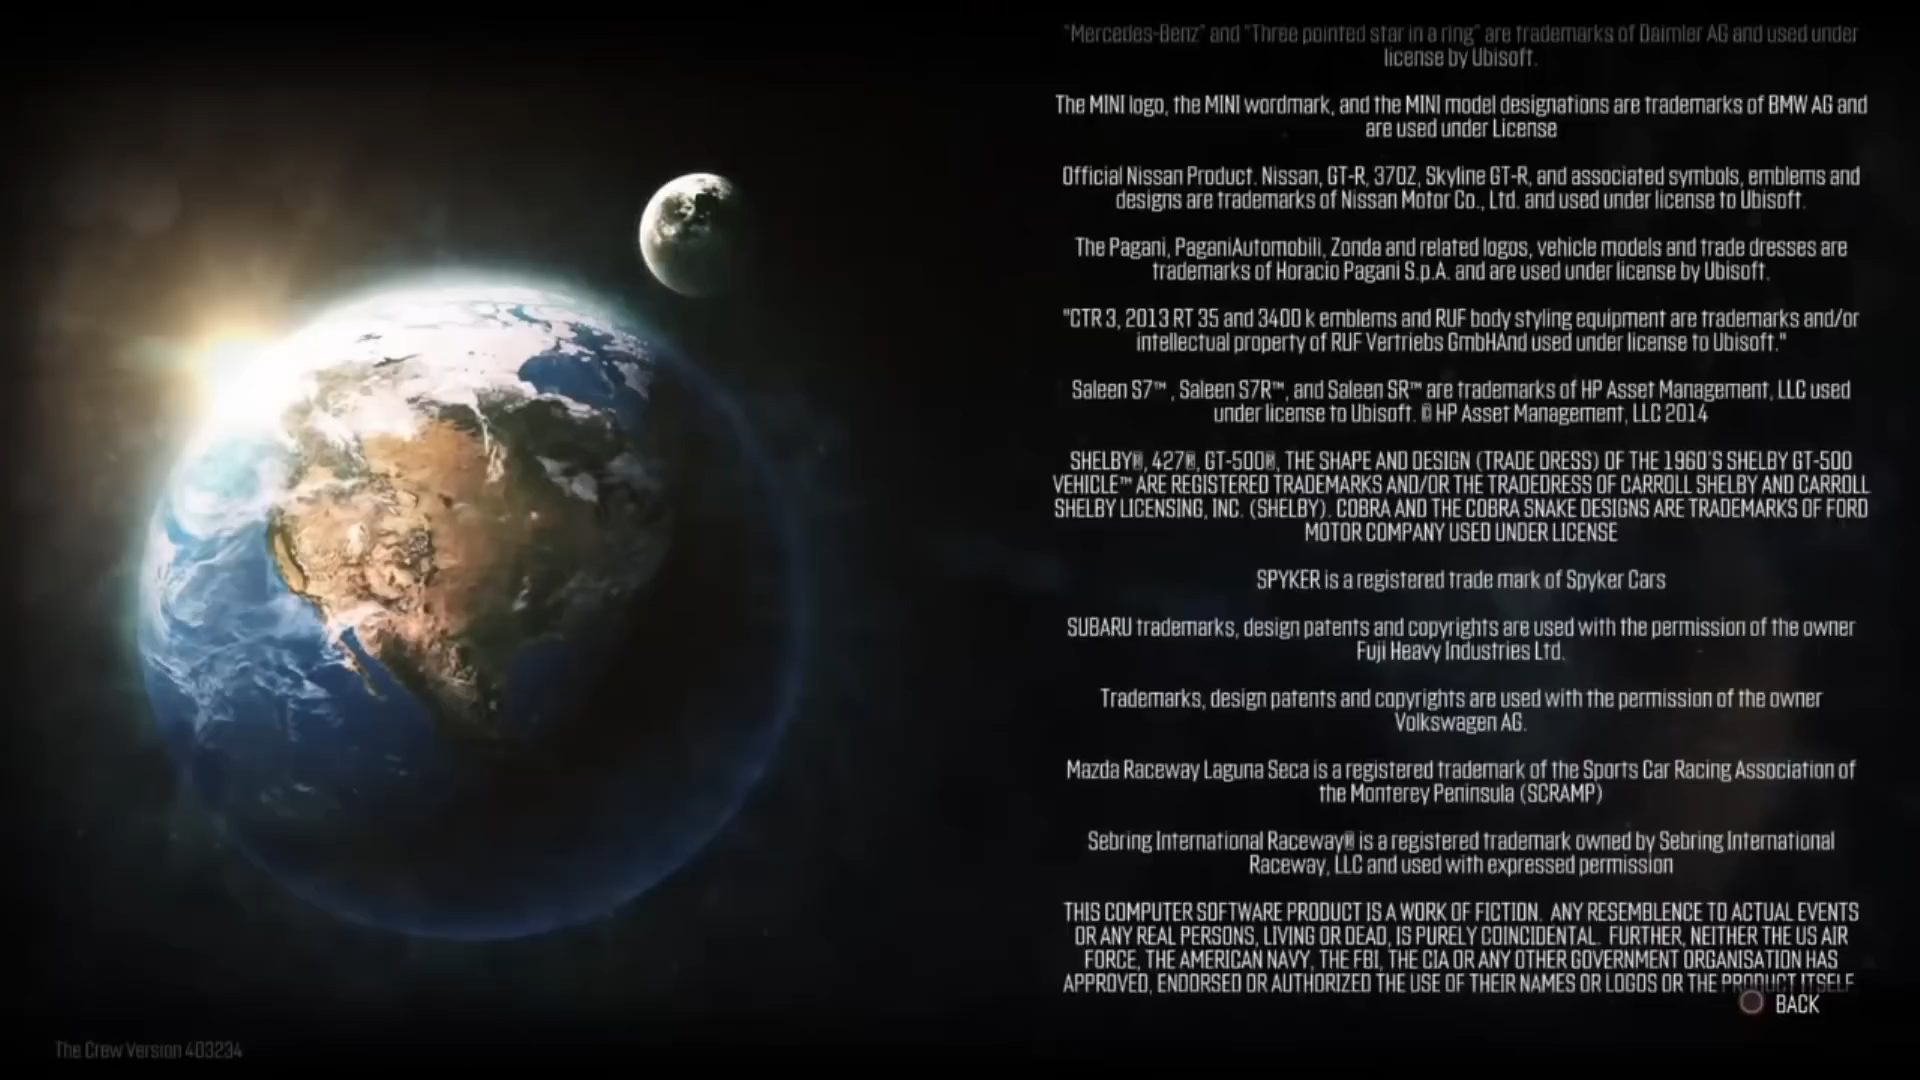 "Mercedes-Benz" and "Three pointed star in a ring" are trademarks of Daimler AG and used under
license by Ubisoft.
The MINI logo, the MINI wordmark, and the MINI model designations are trademarks of BMW AG and
are used under License
Official Nissan Product. Nissan, GT-R, 370Z, Skyline GT-R, and associated symbols, emblems and
designs are trademarks of Nissan Motor Co., Ltd. and used under license to Ubisoft.
The Pagani, PaganiAutomobili, Zonda and related logos, vehicle models and trade dresses are
trademarks of Horacio Pagani S.p.A. and are used under license by Ubisoft.
"CTR 3, 2013 RT 35 and 3400 k emblems and RUF body styling equipment are trademarks and/or
intellectual property of RUF Vertriebs GmbHAnd used under license to Ubisoft."
Saleen S7™ , Saleen S7R™, and Saleen SR™ are trademarks of HP Asset Management, LLC used
under license to Ubisoft. © HP Asset Management, LLC 2014
SHELBY®, 427®, GT-500®, THE SHAPE AND DESIGN (TRADE DRESS) OF THE 1960'S SHELBY GT-500
VEHICLE™ ARE REGISTERED TRADEMARKS AND/OR THE TRADEDRESS OF CARROLL SHELBY AND CARROLL
SHELBY LICENSING, INC. (SHELBY). COBRA AND THE COBRA SNAKE DESIGNS ARE TRADEMARKS OF FORD
MOTOR COMPANY USED UNDER LICENSE
SPYKER is a registered trade mark of Spyker Cars
SUBARU trademarks, design patents and copyrights are used with the permission of the owner
Fuji Heavy Industries Ltd.
Trademarks, design patents and copyrights are used with the permission of the owner
Volkswagen AG.
Mazda Raceway Laguna Seca is a registered trademark of the Sports Car Racing Association of
the Monterey Peninsula (SCRAMP)
Sebring International Raceway® is a registered trademark owned by Sebring International
Raceway, LLC and used with expressed permission
THIS COMPUTER SOFTWARE PRODUCT IS A WORK OF FICTION.  ANY RESEMBLENCE TO ACTUAL EVENTS
OR ANY REAL PERSONS, LIVING OR DEAD, IS PURELY COINCIDENTAL.  FURTHER, NEITHER THE US AIR
FORCE, THE AMERICAN NAVY, THE FBI, THE CIA OR ANY OTHER GOVERNMENT ORGANISATION HAS
APPROVED, ENDORSED OR AUTHORIZED THE USE OF THEIR NAMES OR LOGOS OR THE PRODUCT ITSELF.
BACK
The Crew Version 403234